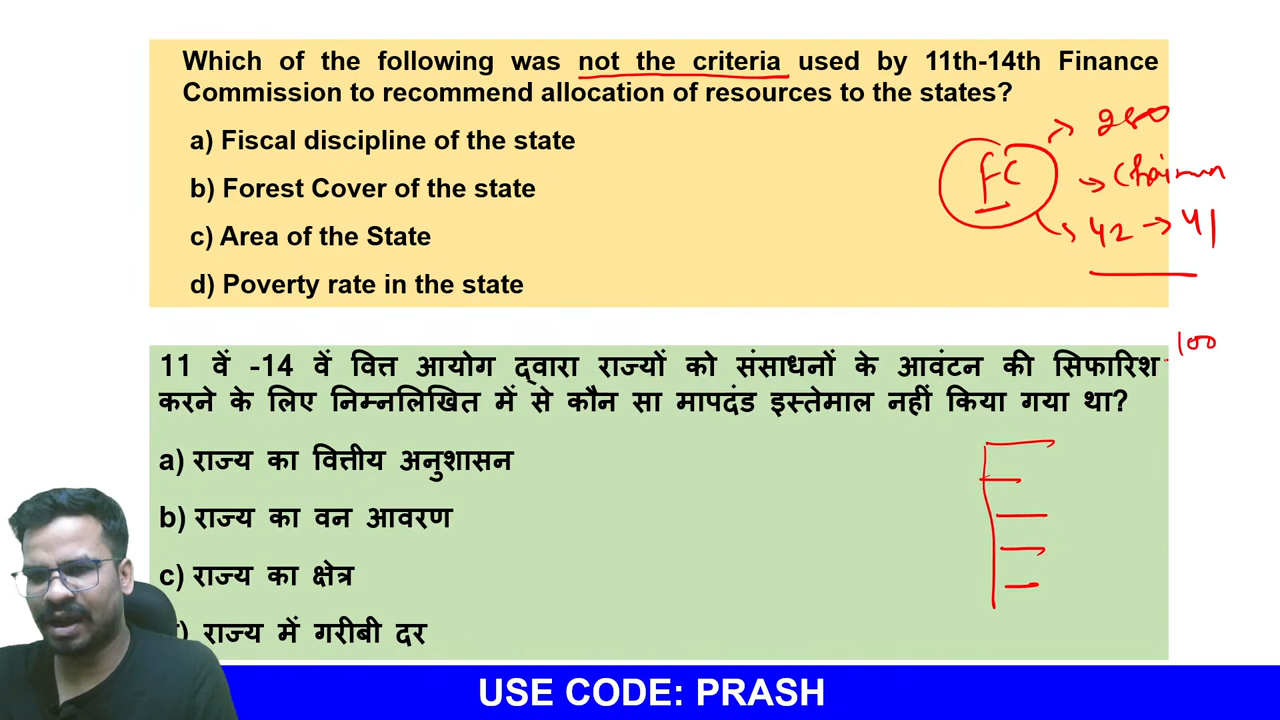 Which of the following was not the criteria used by 11th-14th Finance
Commission to recommend allocation of resources to the states?
a) Fiscal discipline of the state
b) Forest Cover of the state
c) Area of the State
d) Poverty rate in the state
FC
280
Chairman
42 → 41
100
11 वें -14 वें वित्त आयोग द्वारा राज्यों को संसाधनों के आवंटन की सिफारिश
करने के लिए निम्नलिखित में से कौन सा मापदंड इस्तेमाल नहीं किया गया था?
a) राज्य का वित्तीय अनुशासन
b) राज्य का वन आवरण
c) राज्य का क्षेत्र
) राज्य में गरीबी दर
USE CODE: PRASH